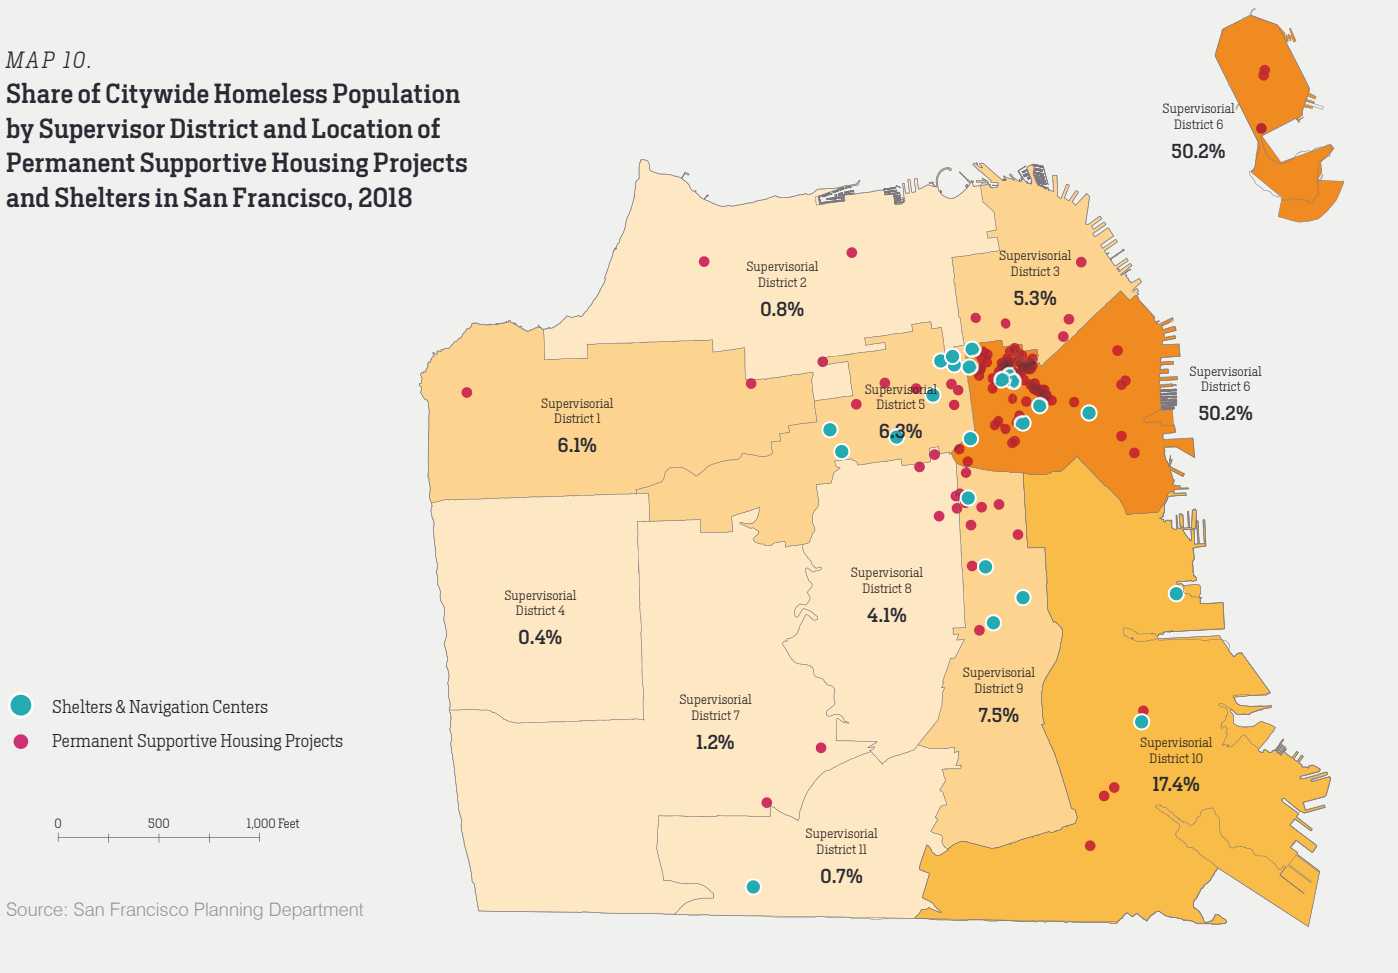 MAP 10.
Share of Citywide Homeless Population
by Supervisor District and Location of
Permanent Supportive Housing Projects
and Shelters in San Francisco, 2018
Supervisorial
District 6
50.2%
Supervisorial
District 2
0.8%
Supervisorial
District 3
5.3%
Supervisorial
District 6
50.2%
Supervisorial
District 1
6.1%
Supervisorial
District 5
6.3%
Supervisorial
District 4
0.4%
Supervisorial
District 8
4.1%
Supervisorial
District 7
1.2%
Supervisorial
District 9
7.5%
Supervisorial
District 10
17.4%
Supervisorial
District 11
0.7%
Shelters & Navigation Centers
Permanent Supportive Housing Projects
0 500 1,000 Feet
Source: San Francisco Planning Department